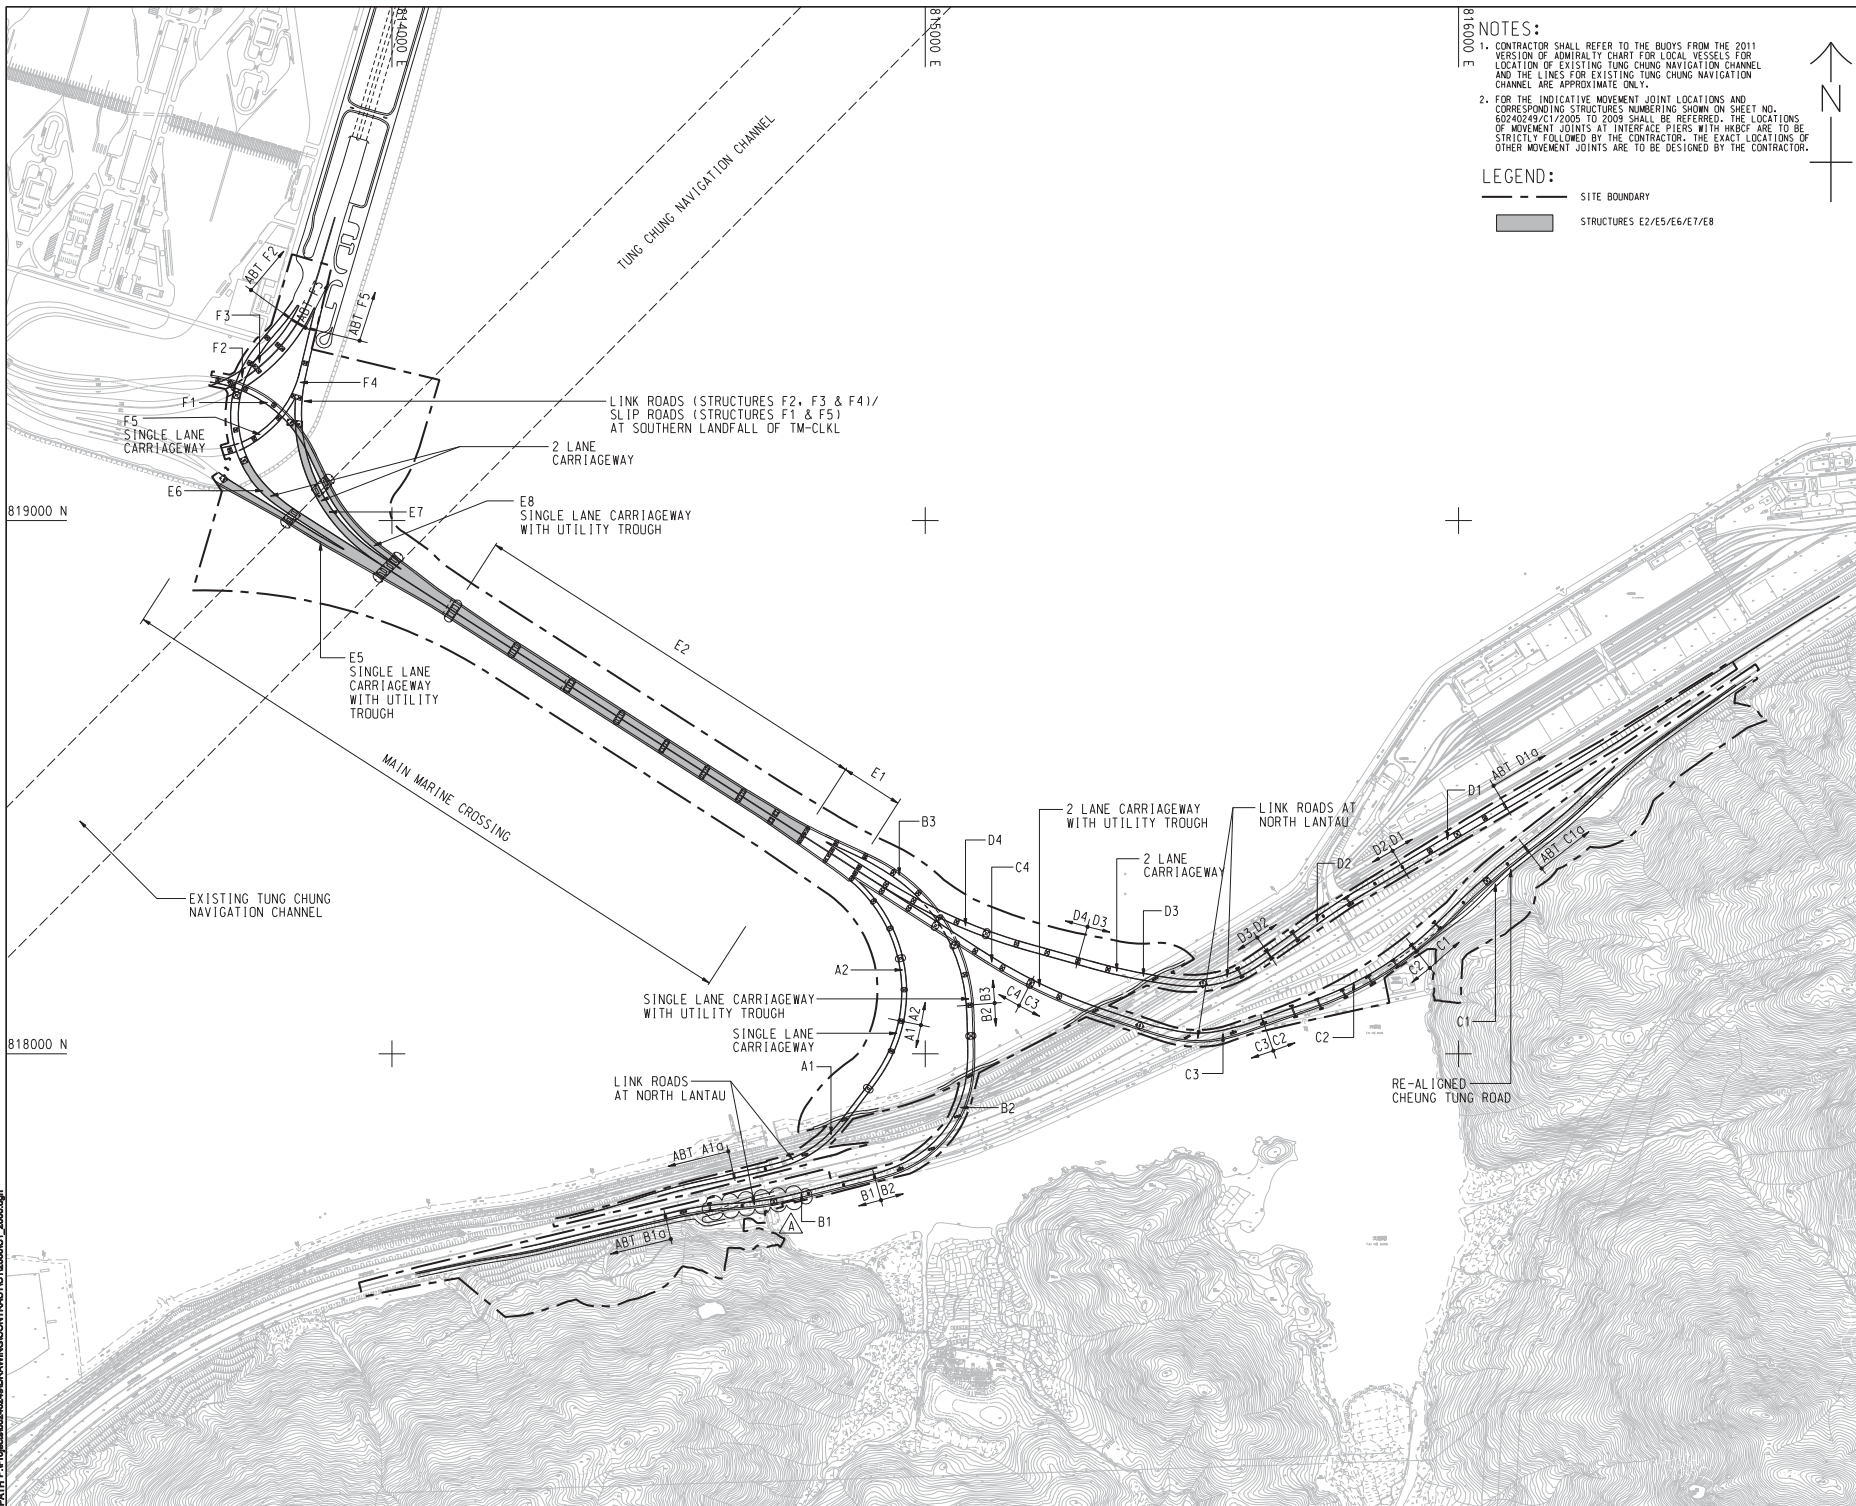 814000 E
815000 E
816000 E
NOTES:
1. CONTRACTOR SHALL REFER TO THE BUOYS FROM THE 2011
VERSION OF ADMIRALTY CHART FOR LOCAL VESSELS FOR
LOCATION OF EXISTING TUNG CHUNG NAVIGATION CHANNEL
AND THE LINES FOR EXISTING TUNG CHUNG NAVIGATION
CHANNEL ARE APPROXIMATE ONLY.
2. FOR THE INDICATIVE MOVEMENT JOINT LOCATIONS AND
CORRESPONDING STRUCTURES NUMBERING SHOWN ON SHEET NO.
60240249/C1/2005 TO 2009 SHALL BE REFERRED. THE LOCATIONS
OF MOVEMENT JOINTS AT INTERFACE PIERS WITH HKBCF ARE TO BE
STRICTLY FOLLOWED BY THE CONTRACTOR. THE EXACT LOCATIONS OF
OTHER MOVEMENT JOINTS ARE TO BE DESIGNED BY THE CONTRACTOR.
N
LEGEND:
SITE BOUNDARY
STRUCTURES E2/E5/E6/E7/E8
TUNG CHUNG NAVIGATION CHANNEL
ABT F2
ABT F3
ABT F5
F3
F2
F4
F1
F5
SINGLE LANE
CARRIAGEWAY
LINK ROADS (STRUCTURES F2, F3 & F4)/
SLIP ROADS (STRUCTURES F1 & F5)
AT SOUTHERN LANDFALL OF TM-CLKL
2 LANE
CARRIAGEWAY
E6
E7
E8
SINGLE LANE CARRIAGEWAY
WITH UTILITY TROUGH
819000 N
E5
SINGLE LANE
CARRIAGEWAY
WITH UTILITY
TROUGH
E2
E1
MAIN MARINE CROSSING
EXISTING TUNG CHUNG
NAVIGATION CHANNEL
B3
D4
C4
2 LANE CARRIAGEWAY
WITH UTILITY TROUGH
2 LANE
CARRIAGEWAY
LINK ROADS AT
NORTH LANTAU
ABT D1a
D1
D2 D1
D2
ABT C1a
D4 D3
D3
D3 D2
C1
C2
A2
SINGLE LANE CARRIAGEWAY
WITH UTILITY TROUGH
SINGLE LANE
CARRIAGEWAY
A1 A2
B2 B3
C4 C3
C3 C2
C2
C1
818000 N
A1
C3
LINK ROADS
AT NORTH LANTAU
B2
RE-ALIGNED
CHEUNG TUNG ROAD
ABT A1a
B1 B2
B1
A
ABT B1a